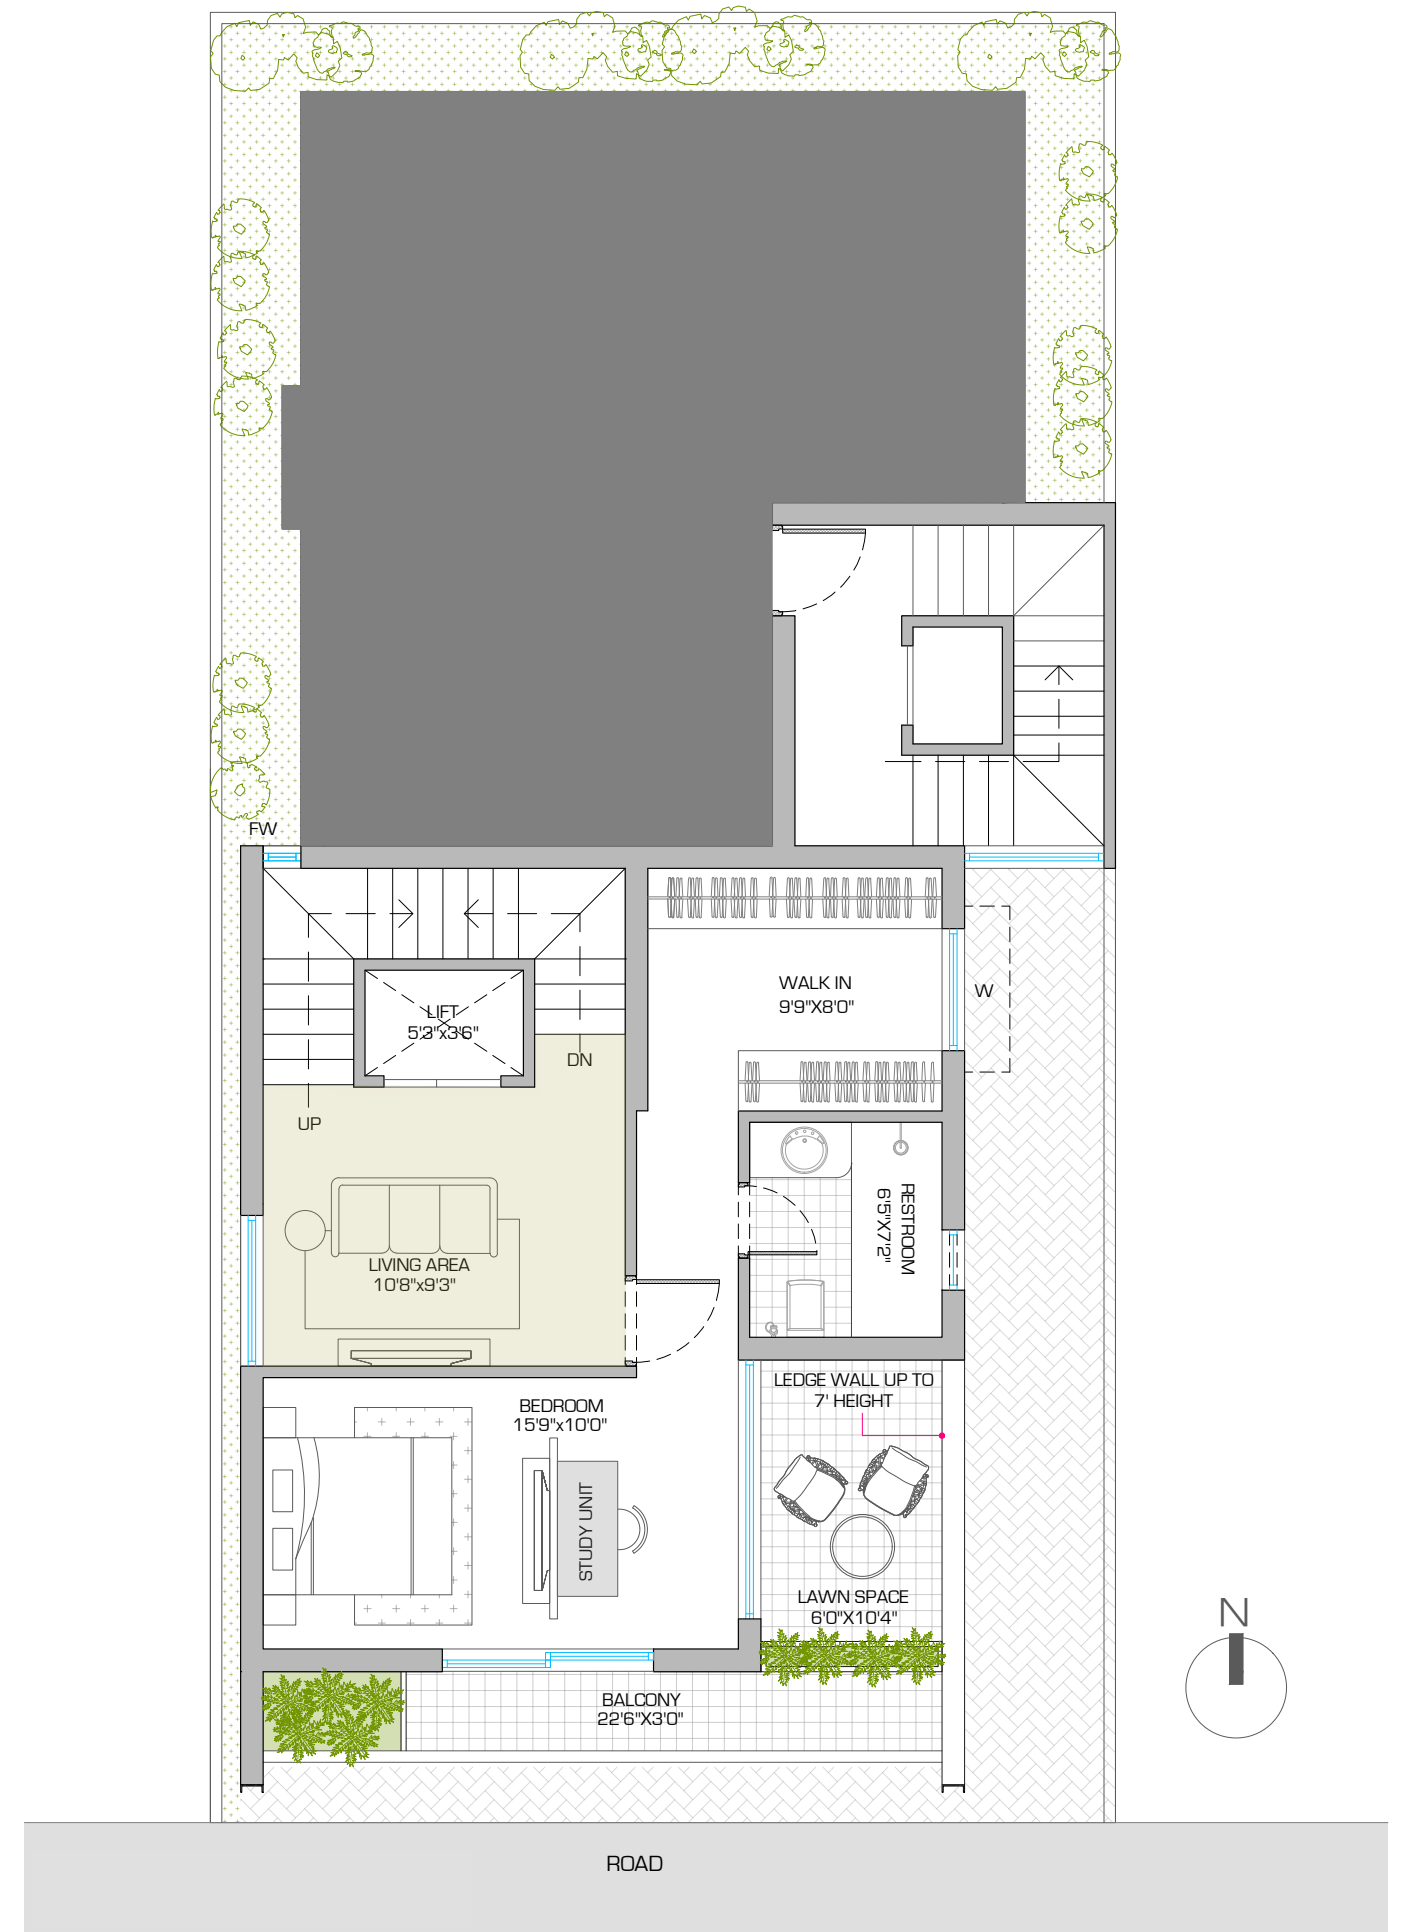 FW
WALK IN
9'9"X8'0"
W
LIFT
5'3"x3'6"
DN
UP
RESTROOM
6'5"X7'2"
LIVING AREA
10'8"x9'3"
LEDGE WALL UP TO
7' HEIGHT
BEDROOM
15'9"x10'0"
STUDY UNIT
LAWN SPACE
6'0"X10'4"
N
BALCONY
22'6"X3'0"
ROAD